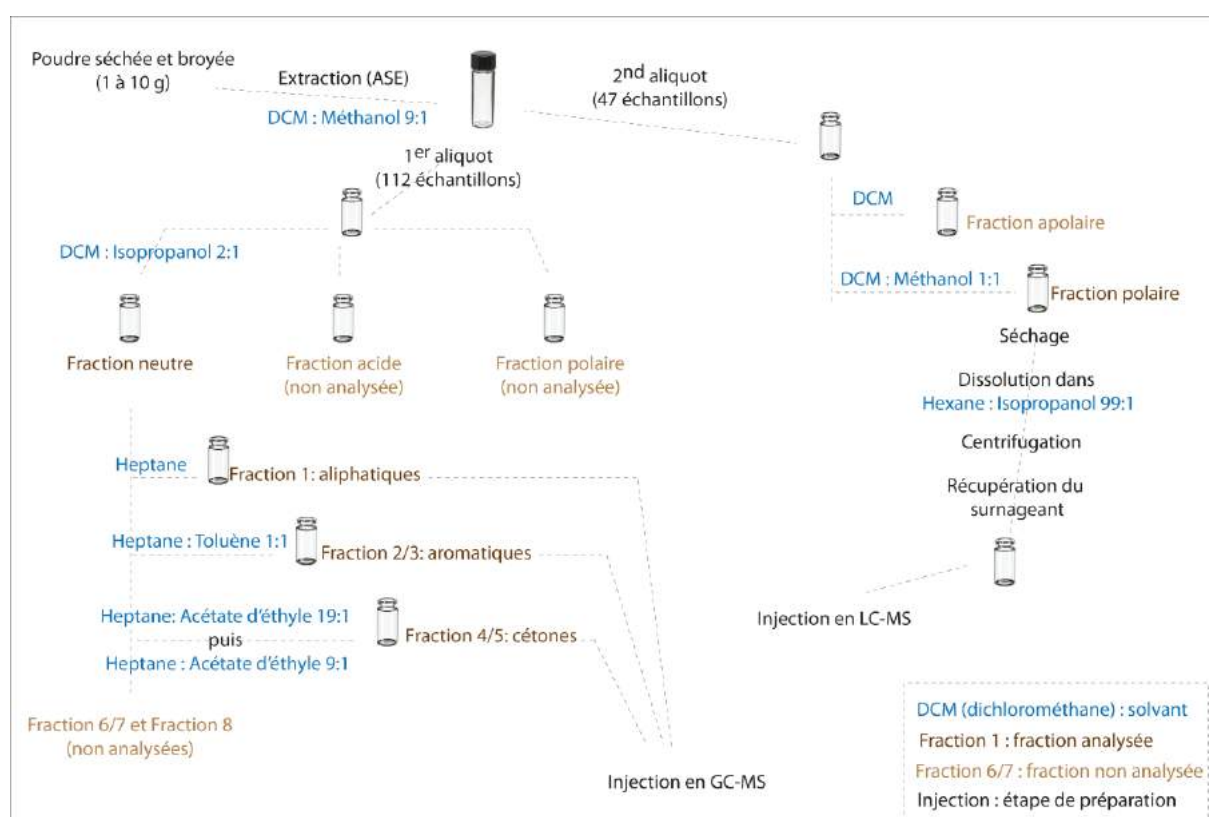 Poudre séchée et broyée
(1 à 10 g)
Extraction (ASE)
DCM : Méthanol 9:1
2nd aliquot
(47 échantillons)
1er aliquot
(112 échantillons)
DCM
Fraction apolaire
DCM : Isopropanol 2:1
DCM : Méthanol 1:1
Fraction polaire
Fraction neutre
Fraction acide
(non analysée)
Fraction polaire
(non analysée)
Séchage
Dissolution dans
Hexane : Isopropanol 99:1
Centrifugation
Récupération du
surnageant
Heptane
Fraction 1: aliphatiques
Heptane : Toluène 1:1
Fraction 2/3: aromatiques
Heptane: Acétate d'éthyle 19:1
puis
Heptane : Acétate d'éthyle 9:1
Fraction 4/5: cétones
Injection en LC-MS
Fraction 6/7 et Fraction 8
(non analysées)
Injection en GC-MS
DCM (dichlorométhane) : solvant
Fraction 1 : fraction analysée
Fraction 6/7 : fraction non analysée
Injection : étape de préparation